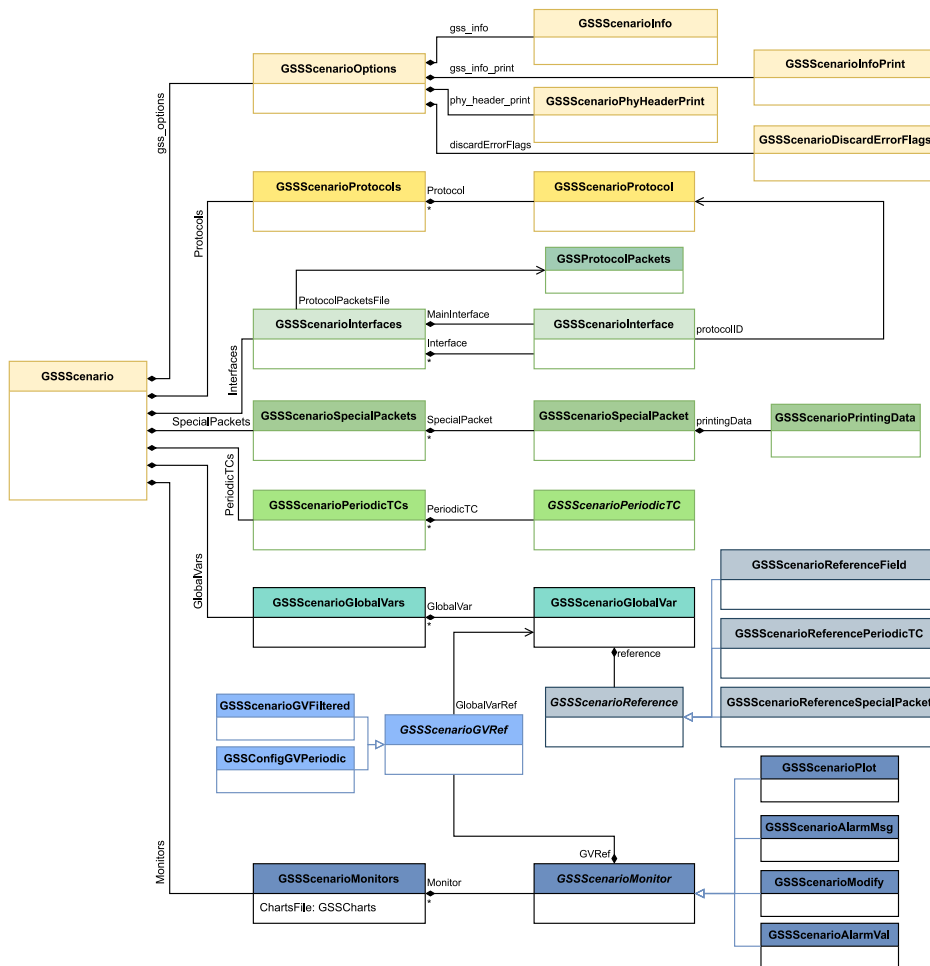 gss_info
GSSScenarioInfo
GSSScenarioOptions
gss_info_print
GSSScenarioInfoPrint
phy_header_print
GSSScenarioPhyHeaderPrint
discardErrorFlags
GSSScenarioDiscardErrorFlags
gss_options
GSSScenarioProtocols
Protocol
*
GSSScenarioProtocol
Protocols
GSSProtocolPackets
ProtocolPacketsFile
GSSScenarioInterfaces
MainInterface
Interface
*
GSSScenarioInterface
protocolID
Interfaces
GSSScenario
SpecialPackets
GSSScenarioSpecialPackets
SpecialPacket
*
GSSScenarioSpecialPacket
printingData
GSSScenarioPrintingData
PeriodicTCs
GSSScenarioPeriodicTCs
PeriodicTC
*
GSSScenarioPeriodicTC
GlobalVars
GSSScenarioGlobalVars
GlobalVar
*
GSSScenarioGlobalVar
reference
GSSScenarioReferenceField
GSSScenarioReferencePeriodicTC
GSSScenarioReferenceSpecialPacket
GSSScenarioReference
GlobalVarRef
GSSScenarioGVFiltered
GSSScenarioGVRef
GSSConfigGVPeriodic
GSSScenarioPlot
GSSScenarioAlarmMsg
GSSScenarioModify
GSSScenarioAlarmVal
Monitors
GSSScenarioMonitors
ChartsFile: GSSCharts
Monitor
*
GVRef
GSSScenarioMonitor